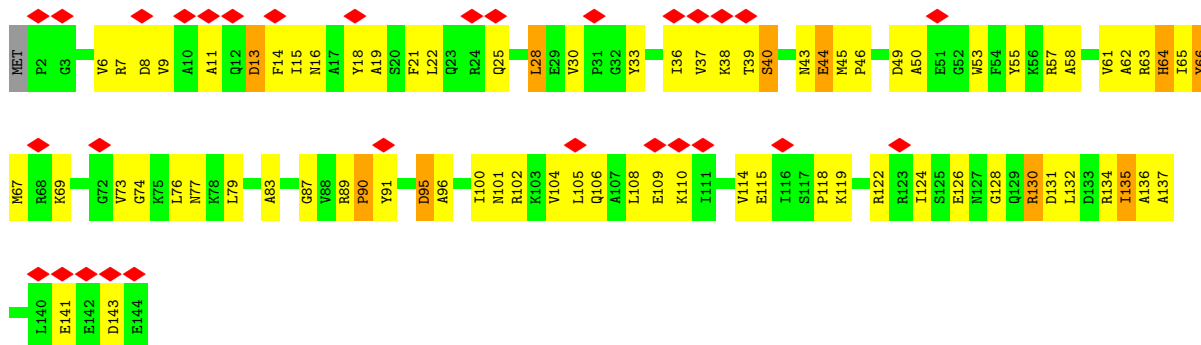 MET P2 G3 V6 R7 D8 V9 A10 A11 Q12 D13 F14 I15 N16 A17 Y18 A19 S20 F21 L22 Q23 R24 Q25 L28 E29 V30 P31 G32 Y33 I36 V37 K38 T39 S40 N43 E44 M45 P46 D49 A50 E51 G52 W53 F54 Y55 K56 R57 A58 V61 A62 R63 H64 I65 Y66
M67 R68 K69 G72 V73 G74 K75 L76 N77 K78 L79 A83 G87 V88 R89 P90 Y91 D95 A96 I100 N101 R102 K103 V104 L105 Q106 A107 L108 E109 K110 I111 V114 E115 I116 S117 P118 K119 R122 R123 I124 S125 E126 N127 G128 Q129 R130 D131 L132 D133 R134 I135 A136 A137
L140 E141 E142 D143 E144